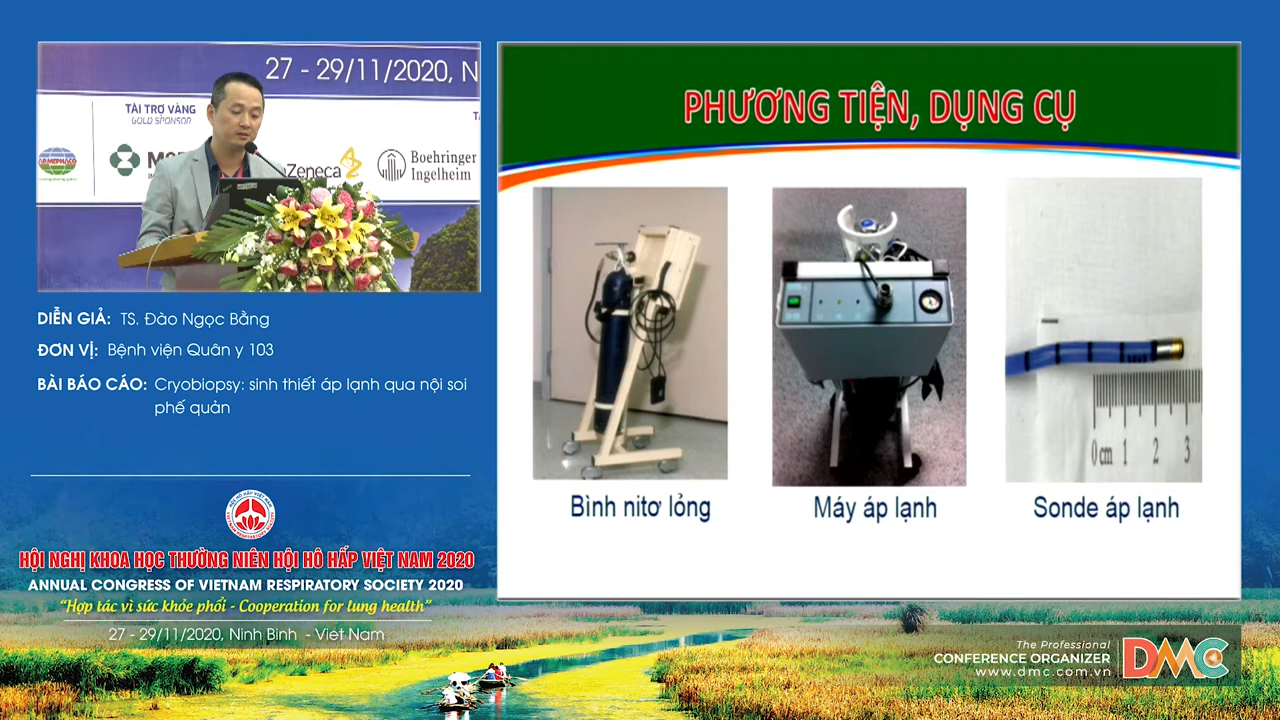 27 - 29/11/2020, N
TÀI TRỢ VÀNG
GOLD SPONSOR
ARMEPHACO
Zeneca
Boehringer
Ingelheim
DIỄN GIẢ: TS. Đào Ngọc Bằng
ĐƠN VỊ: Bệnh viện Quân y 103
BÀI BÁO CÁO: Cryobiopsy: sinh thiết áp lạnh qua nội soi
phế quản
HỘI NGHỊ KHOA HỌC THƯỜNG NIÊN HỘI HÔ HẤP VIỆT NAM 2020
ANNUAL CONGRESS OF VIETNAM RESPIRATORY SOCIETY 2020
“Hợp tác vì sức khỏe phổi - Cooperation for lung health”
27 - 29/11/2020, Ninh Bình - Viet Nam
PHƯƠNG TIỆN, DỤNG CỤ
0cm 1 2 3
Bình nitơ lỏng
Máy áp lạnh
Sonde áp lạnh
The Professional
CONFERENCE ORGANIZER
www.dmc.com.vn
DMC